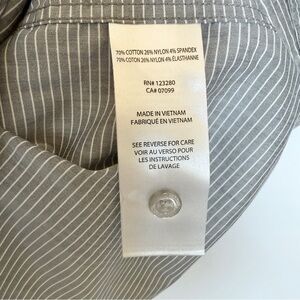 70% COTTON 26% NYLON 4% SPANDEX
70% COTON 26% NYLON 4% ÉLASTHANNE
RN# 123280
CA# 07099
MADE IN VIETNAM
FABRIQUÉ EN VIETNAM
SEE REVERSE FOR CARE
VOIR AU VERSO POUR
LES INSTRUCTIONS
DE LAVAGE